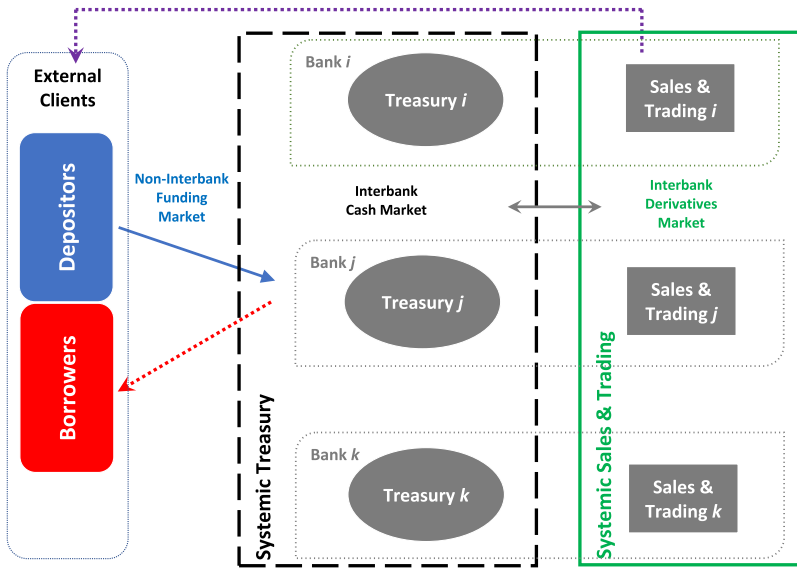 External
Clients
Depositors
Borrowers
Non-Interbank
Funding
Market
Systemic Treasury
Bank i
Treasury i
Interbank
Cash Market
Bank j
Treasury j
Bank k
Treasury k
Sales &
Trading i
Interbank
Derivatives
Market
Sales &
Trading j
Systemic Sales & Trading
Sales &
Trading k